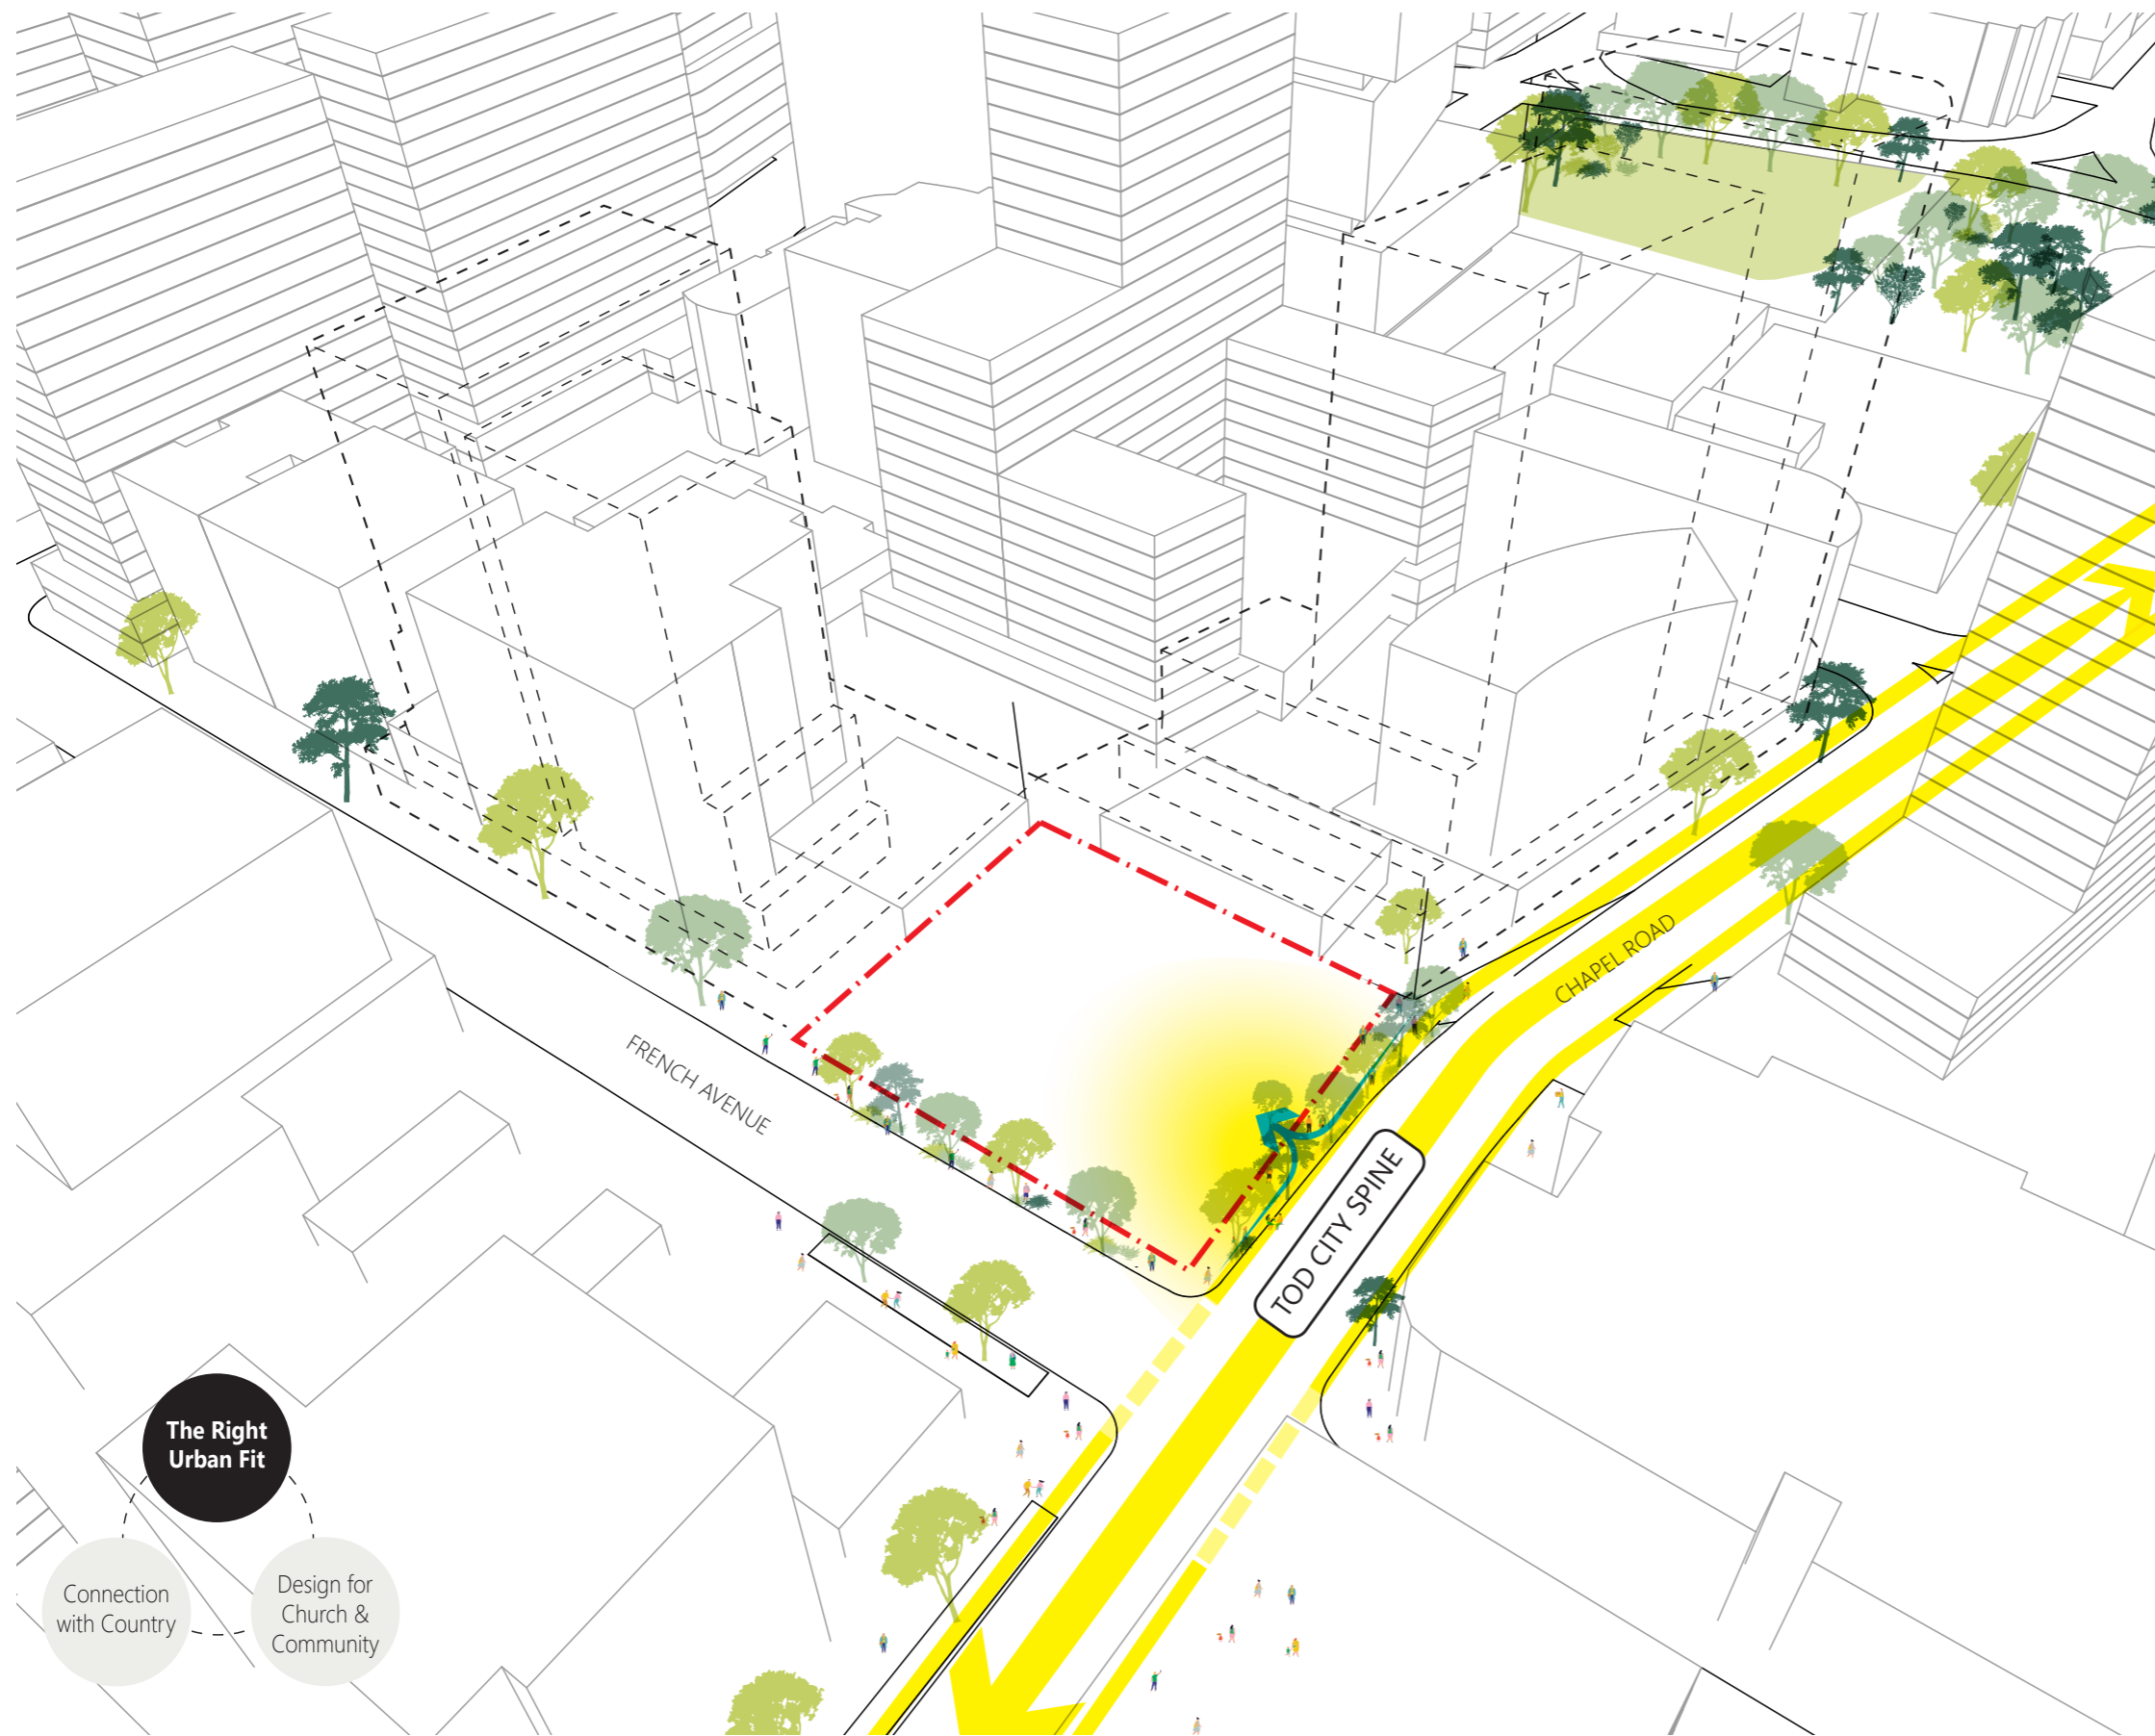 CHAPEL ROAD
FRENCH AVENUE
TOD CITY SPINE
The Right
Urban Fit
Connection
with Country
Design for
Church &
Community